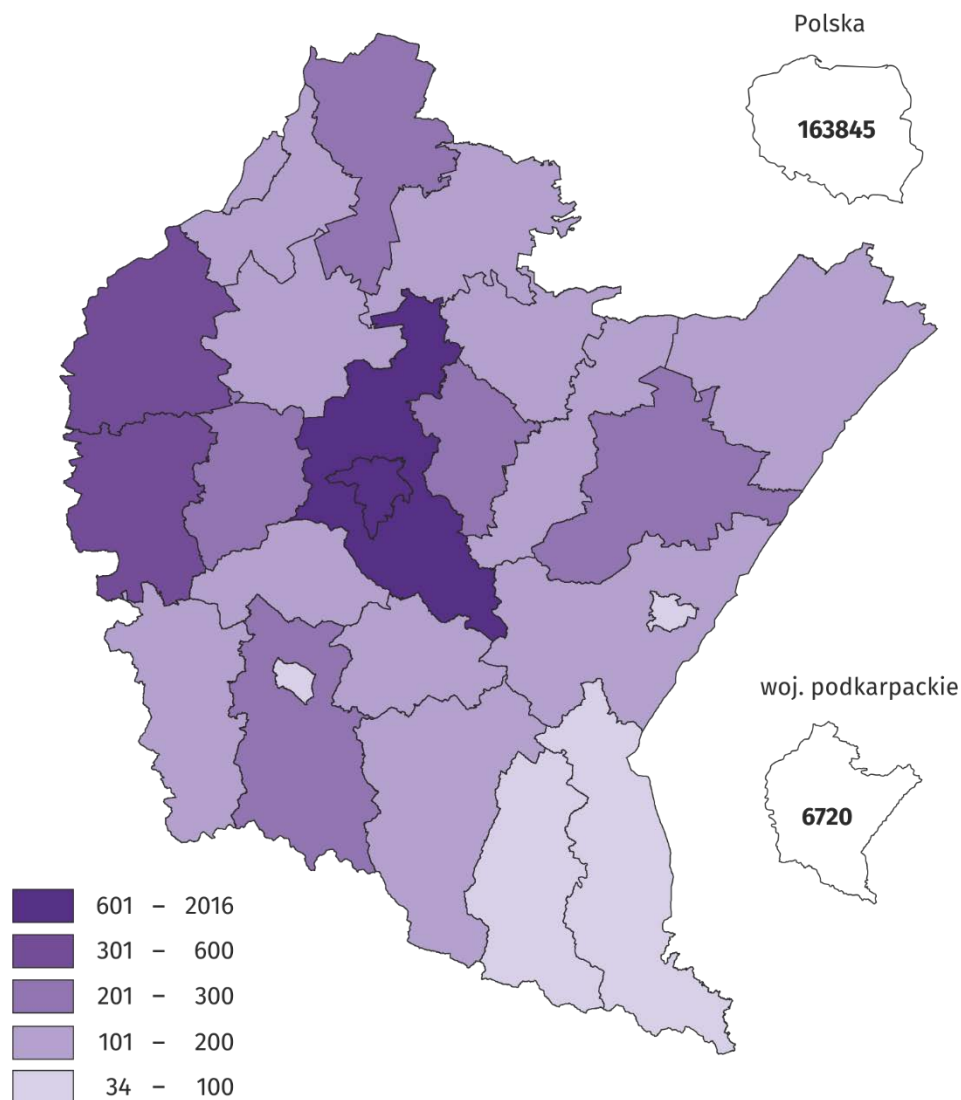 Polska
163845
woj. podkarpackie
6720
601 – 2016
301 – 600
201 – 300
101 – 200
34 – 100